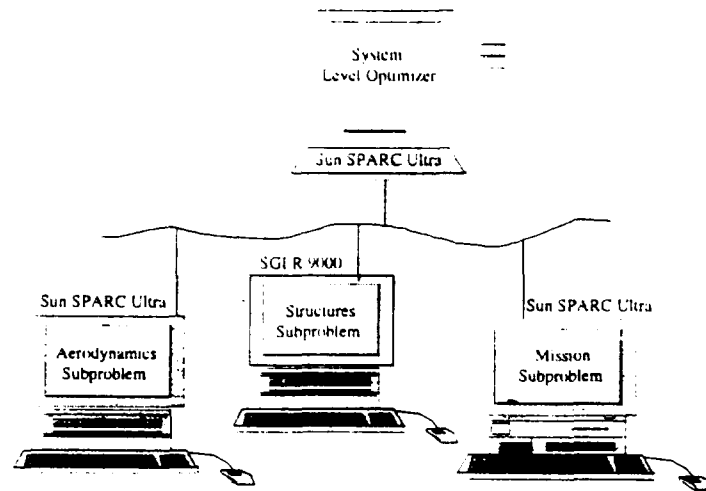 System
Level Optimizer
Sun SPARC Ultra
SGI R 9000
Sun SPARC Ultra
Structures
Subproblem
Sun SPARC Ultra
Aerodynamics
Subproblem
Mission
Subproblem